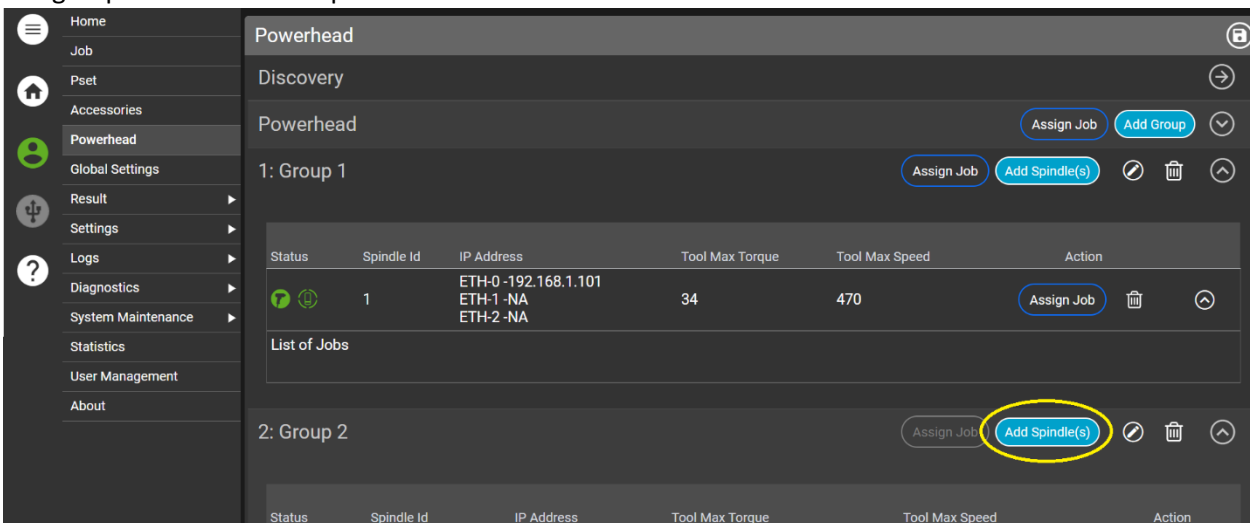 Home
Job
Pset
Accessories
Powerhead
Global Settings
Result
Settings
Logs
Diagnostics
System Maintenance
Statistics
User Management
About
?
Powerhead
Discovery
Powerhead Assign Job Add Group
1: Group 1 Assign Job Add Spindle(s)
Status Spindle Id IP Address Tool Max Torque Tool Max Speed Action
ETH-0 -192.168.1.101
1 ETH-1 -NA 34 470 Assign Job
ETH-2 -NA
List of Jobs
2: Group 2 Assign Job Add Spindle(s)
Status Spindle Id IP Address Tool Max Torque Tool Max Speed Action